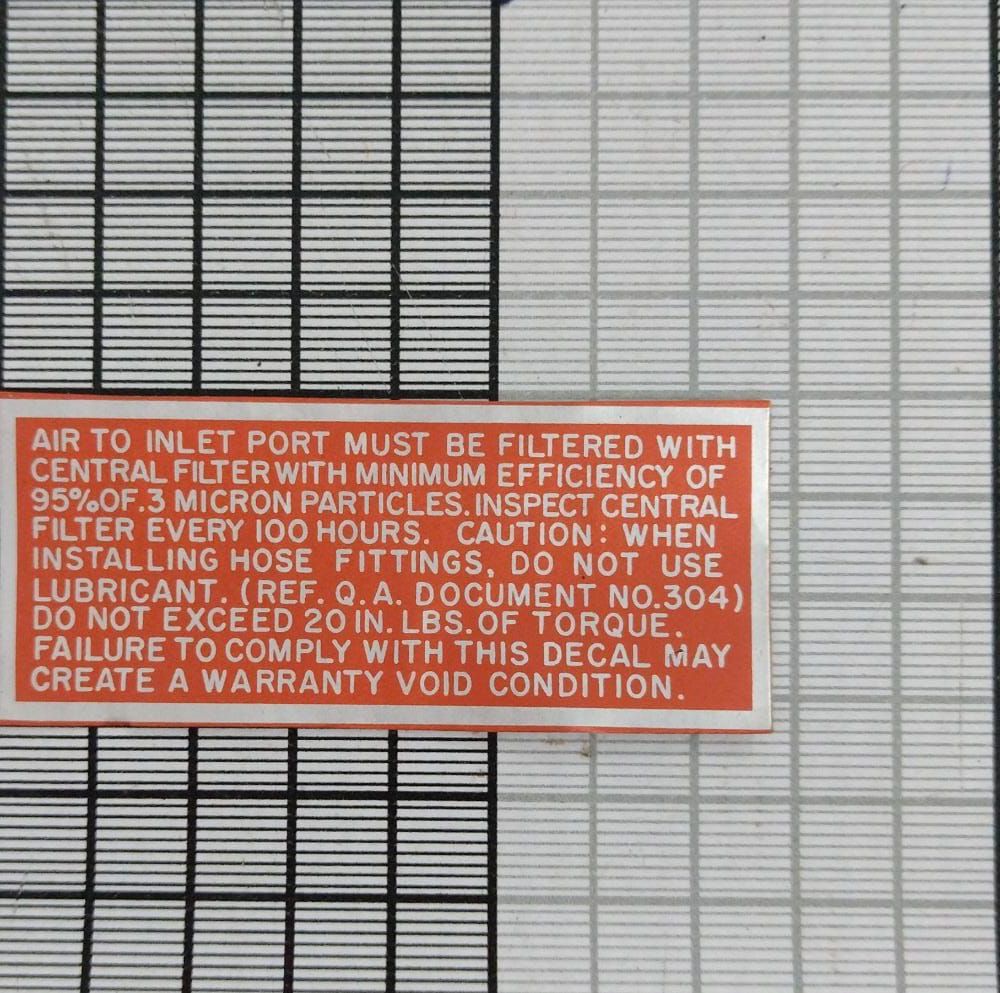 AIR TO INLET PORT MUST BE FILTERED WITH
CENTRAL FILTER WITH MINIMUM EFFICIENCY OF
95% OF .3 MICRON PARTICLES. INSPECT CENTRAL
FILTER EVERY 100 HOURS. CAUTION: WHEN
INSTALLING HOSE FITTINGS, DO NOT USE
LUBRICANT. (REF. Q.A. DOCUMENT NO.304)
DO NOT EXCEED 20 IN. LBS. OF TORQUE.
FAILURE TO COMPLY WITH THIS DECAL MAY
CREATE A WARRANTY VOID CONDITION.